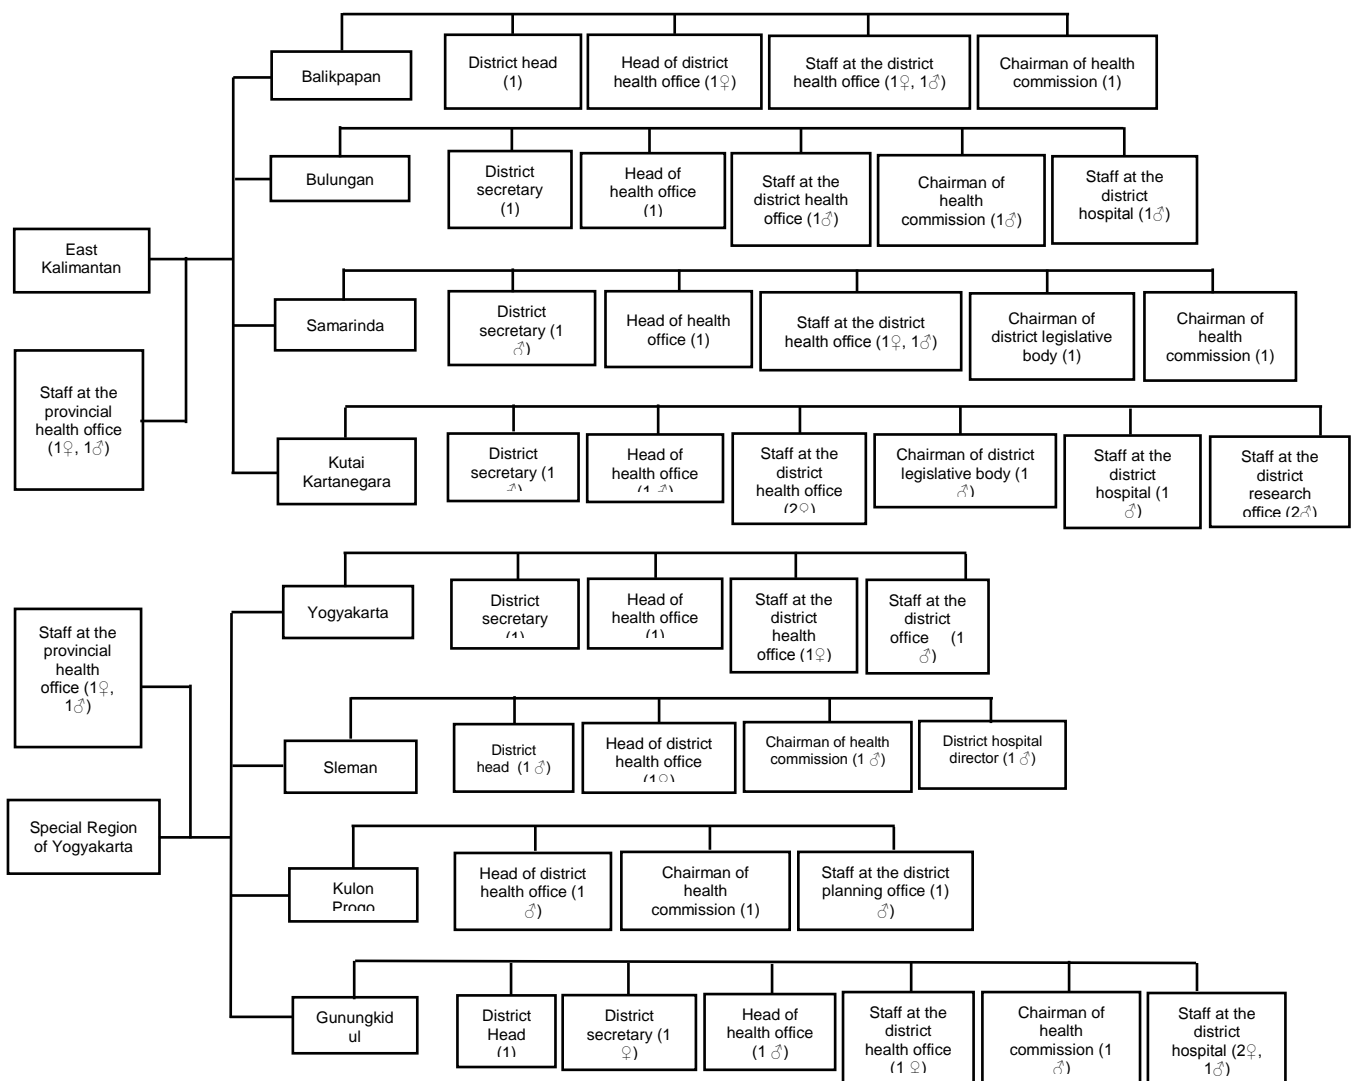 Balikpapan
District head
(1)
Head of district
health office (1♀)
Staff at the district
health office (1♀, 1♂)
Chairman of health
commission (1)
Bulungan
District
secretary
(1)
Head of
health office
(1)
Staff at the
district health
office (1♂)
Chairman of
health
commission (1♂)
Staff at the
district
hospital (1♂)
East
Kalimantan
Staff at the
provincial
health office
(1♀, 1♂)
Samarinda
District
secretary (1
♂)
Head of health
office (1)
Staff at the district
health office (1♀, 1♂)
Chairman of
district legislative
body (1)
Chairman of
health
commission (1)
Kutai
Kartanegara
District
secretary (1
♂)
Head of
health office
(1 ♂)
Staff at the
district
health office
(2♀)
Chairman of district
legislative body (1
♂)
Staff at the
district
hospital (1
♂)
Staff at the
district
research
office (2♂)
Staff at the
provincial
health
office (1♀,
1♂)
Special Region
of Yogyakarta
Yogyakarta
District
secretary
(1)
Head of
health office
(1)
Staff at the
district
health
office (1♀)
Staff at the
district
office (1
♂)
Sleman
District
head (1 ♂)
Head of district
health office
(1♀)
Chairman of health
commission (1 ♂)
District hospital
director (1 ♂)
Kulon
Progo
Head of district
health office (1
♂)
Chairman of
health
commission (1)
Staff at the district
planning office (1)
♂)
Gunungkid
ul
District
Head
(1)
District
secretary (1
♀)
Head of
health office
(1 ♂)
Staff at the
district
health office
(1 ♀)
Chairman of
health
commission (1
♂)
Staff at the
district
hospital (2♀,
1♂)